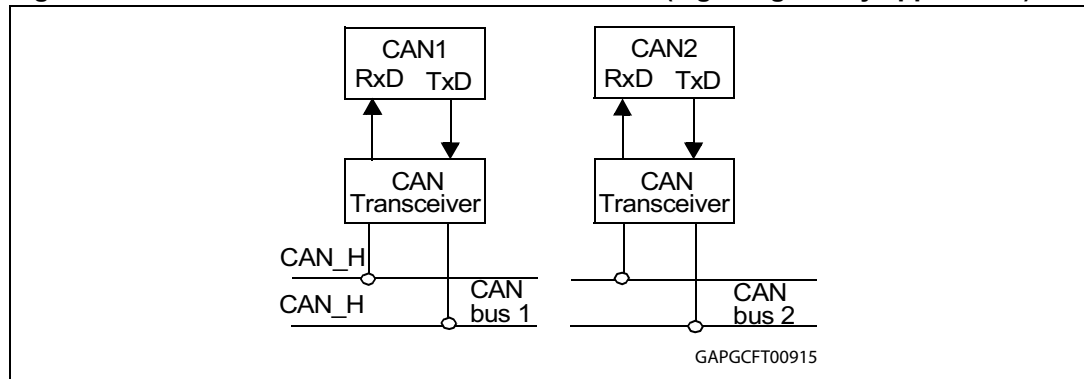 CAN1
RxD TxD
CAN2
RxD TxD
CAN
Transceiver
CAN
Transceiver
CAN_H
CAN_H
CAN
bus 1
CAN
bus 2
GAPGCFT00915